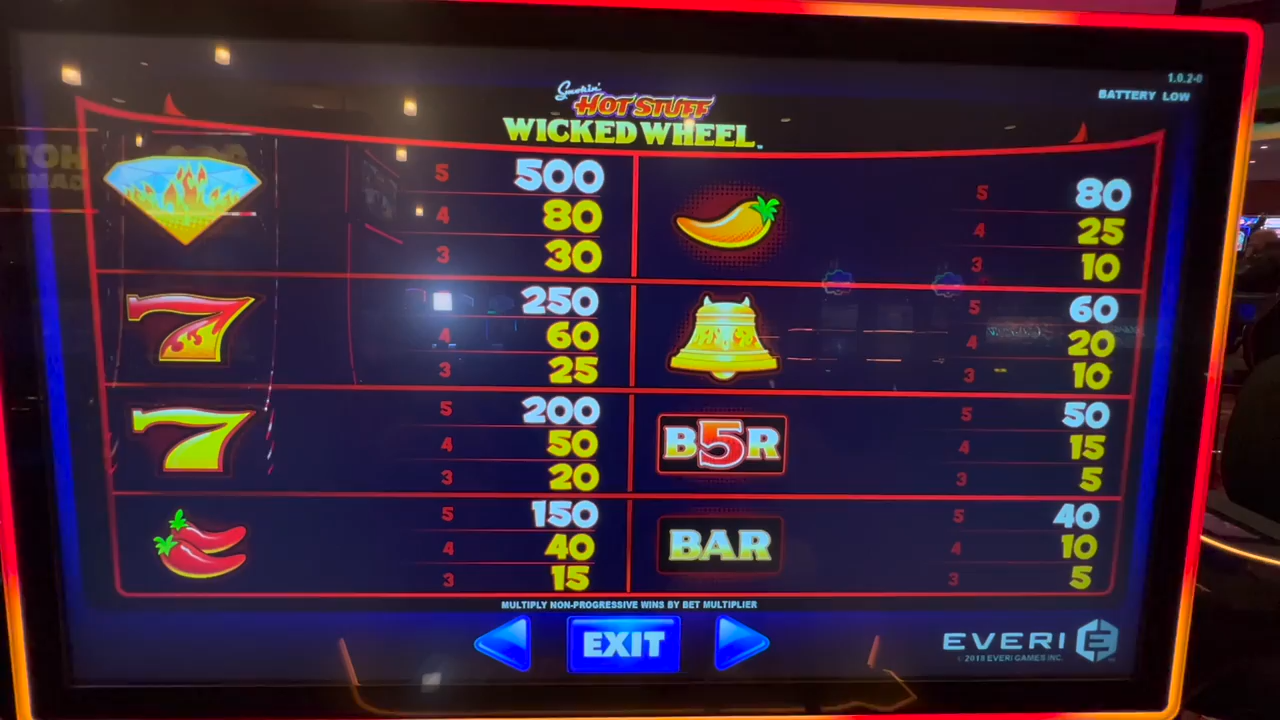 1.0.2-0
BATTERY LOW
Smokin'
HOT STUFF
WICKED WHEEL
5 500
4 80
3 30
5 80
4 25
3 10
250
4 60
3 25
5 60
4 20
3 10
5 200
4 50
3 20
B5R
5 50
4 15
3 5
5 150
4 40
3 15
BAR
5 40
4 10
3 5
MULTIPLY NON-PROGRESSIVE WINS BY BET MULTIPLIER
EXIT
EVERI
© 2018 EVERI GAMES INC.